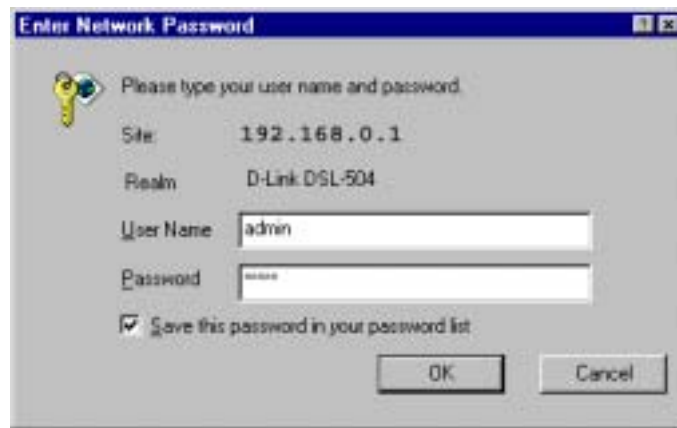 Enter Network Password
Please type your user name and password.
Site: 192.168.0.1
Realm D-Link DSL-504
User Name admin
Password *****
Save this password in your password list
OK Cancel